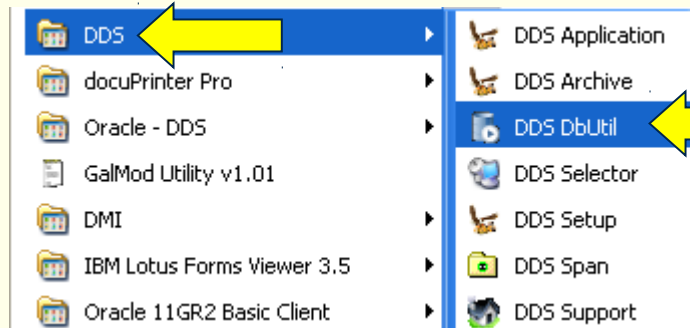 DDS
docuPrinter Pro
Oracle - DDS
GalMod Utility v1.01
DMI
IBM Lotus Forms Viewer 3.5
Oracle 11GR2 Basic Client
DDS Application
DDS Archive
DDS DbUtil
DDS Selector
DDS Setup
DDS Span
DDS Support